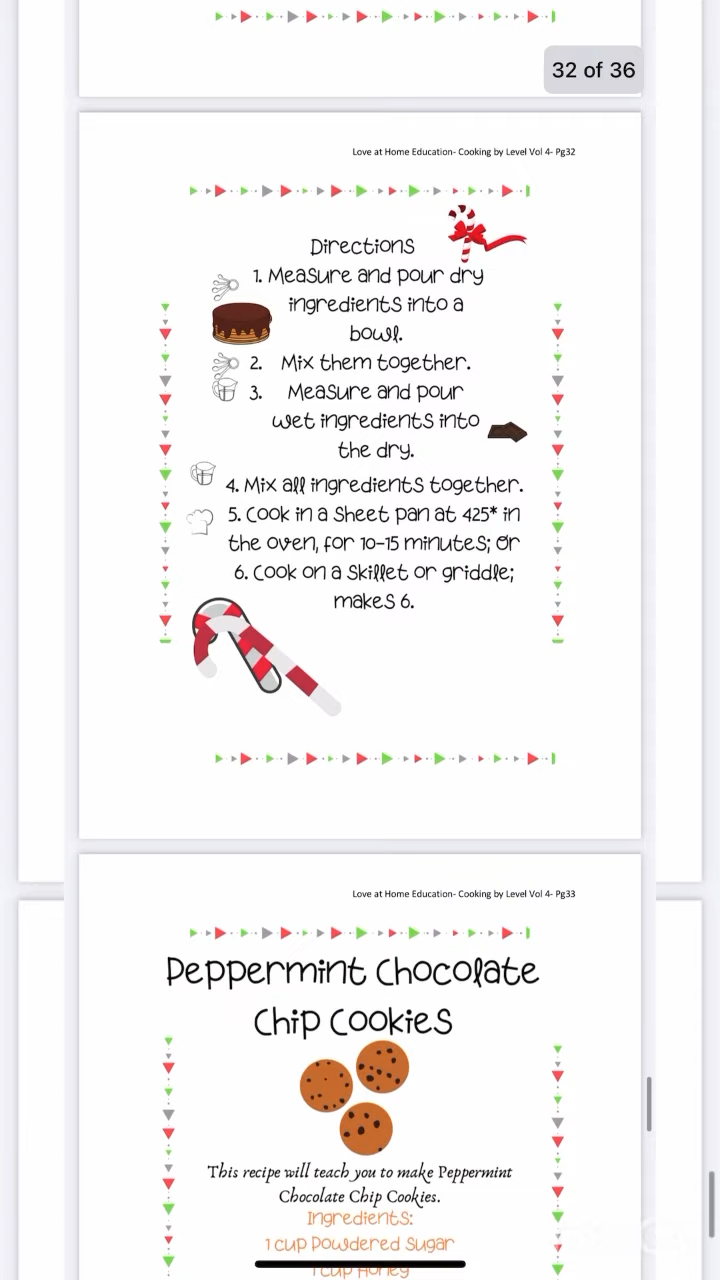 32 of 36
Love at Home Education- Cooking by Level Vol 4- Pg32
Directions
1. Measure and pour dry
ingredients into a
bowl.
2. Mix them together.
3. Measure and pour
wet ingredients into
the dry.
4. Mix all ingredients together.
5. Cook in a sheet pan at 425* in
the oven, for 10-15 minutes; or
6. Cook on a skillet or griddle;
makes 6.
Love at Home Education- Cooking by Level Vol 4- Pg33
Peppermint Chocolate
Chip Cookies
This recipe will teach you to make Peppermint
Chocolate Chip Cookies.
Ingredients:
1 cup Powdered Sugar
1 cup Honey